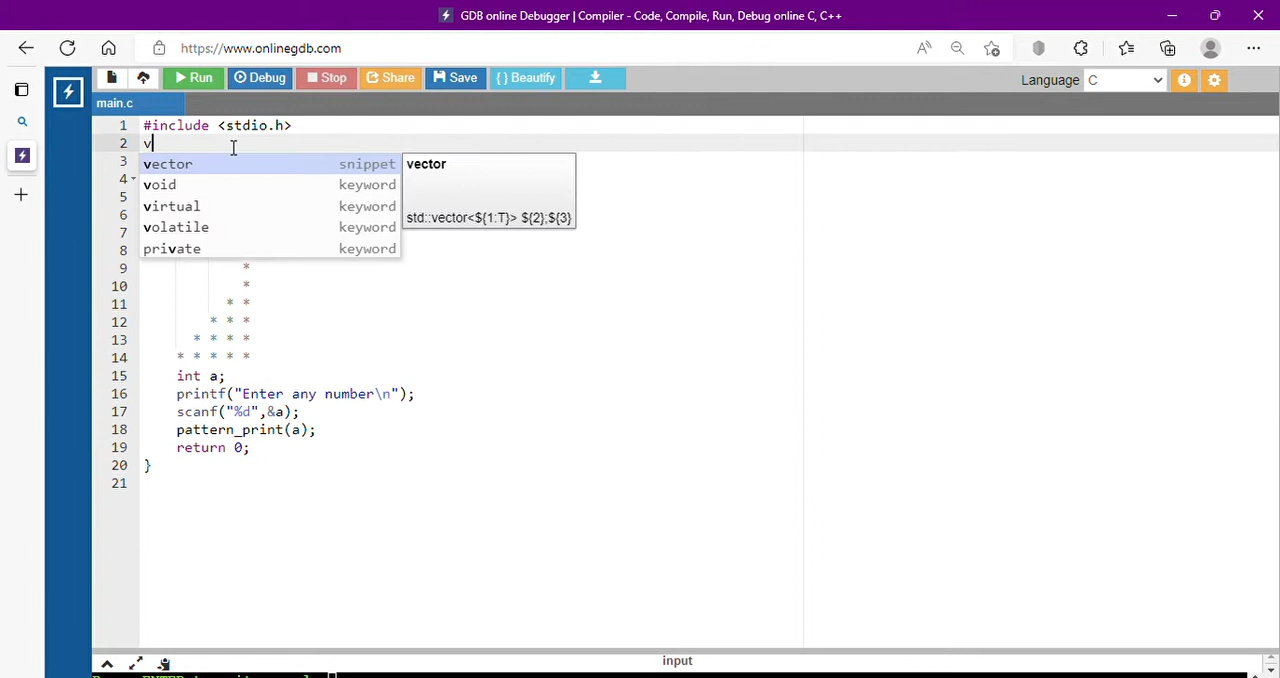 GDB online Debugger | Compiler - Code, Compile, Run, Debug online C, C++
https://www.onlinegdb.com
Run Debug Stop Share Save { } Beautify Language C
main.c
1 #include <stdio.h>
2 v
3 vector snippet vector
4 void keyword
5 virtual keyword
6 std::vector<${1:T}> ${2};${3}
7 volatile keyword
8 private keyword
9 *
10 *
11 * *
12 * * *
13 * * * *
14 * * * * *
15 int a;
16 printf("Enter any number\n");
17 scanf("%d",&a);
18 pattern_print(a);
19 return 0;
20 }
21
input